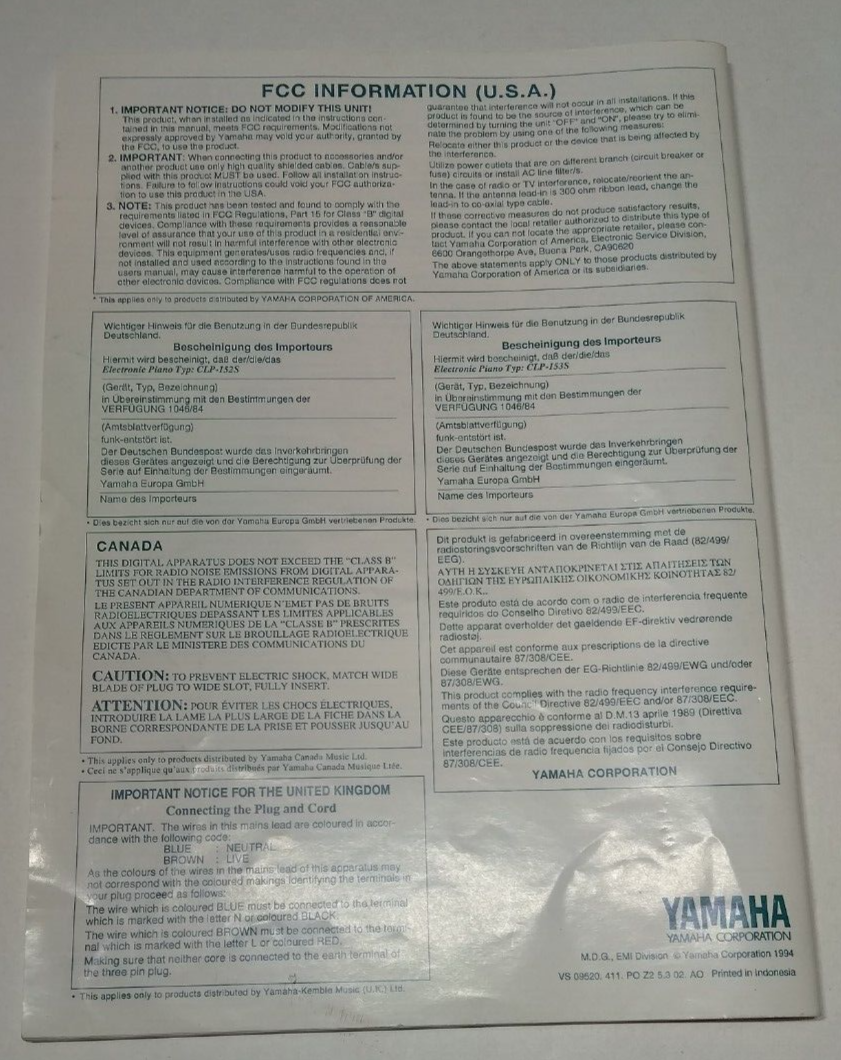 FCC INFORMATION (U.S.A.)
1. IMPORTANT NOTICE: DO NOT MODIFY THIS UNIT!
This product, when installed as indicated in the instructions con-
tained in this manual, meets FCC requirements. Modifications not
expressly approved by Yamaha may void your authority, granted by
the FCC, to use the product.
2. IMPORTANT: When connecting this product to accessories and/or
another product use only high quality shielded cables. Cable/s sup-
plied with this product MUST be used. Follow all installation instruc-
tions. Failure to follow instructions could void your FCC authoriza-
tion to use this product in the USA.
3. NOTE: This product has been tested and found to comply with the
requirements listed in FCC Regulations, Part 15 for Class "B" digital
devices. Compliance with these requirements provides a reasonable
level of assurance that your use of this product in a residential envi-
ronment will not result in harmful interference with other electronic
devices. This equipment generates/uses radio frequencies and, if
not installed and used according to the instructions found in the
users manual, may cause interference harmful to the operation of
other electronic devices. Compliance with FCC regulations does not
guarantee that interference will not occur in all installations. If this
product is found to be the source of interference, which can be
determined by turning the unit "OFF" and "ON", please try to elimi-
nate the problem by using one of the following measures:
Relocate either this product or the device that is being affected by
the interference.
Utilize power outlets that are on different branch (circuit breaker or
fuse) circuits or install AC line filter/s.
In the case of radio or TV interference, relocate/reorient the an-
tenna. If the antenna lead-in is 300 ohm ribbon lead, change the
lead-in to co-axial type cable.
If these corrective measures do not produce satisfactory results,
please contact the local retailer authorized to distribute this type of
product. If you can not locate the appropriate retailer, please con-
tact Yamaha Corporation of America, Electronic Service Division,
6600 Orangethorpe Ave, Buena Park, CA90620
The above statements apply ONLY to those products distributed by
Yamaha Corporation of America or its subsidiaries.
* This applies only to products distributed by YAMAHA CORPORATION OF AMERICA.
Wichtiger Hinweis für die Benutzung in der Bundesrepublik
Deutschland.
Bescheinigung des Importeurs
Hiermit wird bescheinigt, daß der/die/das
Electronic Piano Typ: CLP-152S
(Gerät, Typ, Bezeichnung)
in Übereinstimmung mit den Bestimmungen der
VERFÜGUNG 1046/84
(Amtsblattverfügung)
funk-entstört ist.
Der Deutschen Bundespost wurde das Inverkehrbringen
dieses Gerätes angezeigt und die Berechtigung zur Überprüfung der
Serie auf Einhaltung der Bestimmungen eingeräumt.
Yamaha Europa GmbH
Name des Importeurs
• Dies bezieht sich nur auf die von der Yamaha Europa GmbH vertriebenen Produkte.
Wichtiger Hinweis für die Benutzung in der Bundesrepublik
Deutschland.
Bescheinigung des Importeurs
Hiermit wird bescheinigt, daß der/die/das
Electronic Piano Typ: CLP-153S
(Gerät, Typ, Bezeichnung)
in Übereinstimmung mit den Bestimmungen der
VERFÜGUNG 1046/84
(Amtsblattverfügung)
funk-entstört ist.
Der Deutschen Bundespost wurde das Inverkehrbringen
dieses Gerätes angezeigt und die Berechtigung zur Überprüfung der
Serie auf Einhaltung der Bestimmungen eingeräumt.
Yamaha Europa GmbH
Name des Importeurs
• Dies bezicht sich nur auf die von der Yamaha Europa GmbH vertriebenen Produkte.
CANADA
THIS DIGITAL APPARATUS DOES NOT EXCEED THE "CLASS B"
LIMITS FOR RADIO NOISE EMISSIONS FROM DIGITAL APPARA-
TUS SET OUT IN THE RADIO INTERFERENCE REGULATION OF
THE CANADIAN DEPARTMENT OF COMMUNICATIONS.
LE PRESENT APPAREIL NUMERIQUE N'EMET PAS DE BRUITS
RADIOELECTRIQUES DEPASSANT LES LIMITES APPLICABLES
AUX APPAREILS NUMERIQUES DE LA "CLASSE B" PRESCRITES
DANS LE REGLEMENT SUR LE BROUILLAGE RADIOELECTRIQUE
EDICTE PAR LE MINISTERE DES COMMUNICATIONS DU
CANADA.
CAUTION: TO PREVENT ELECTRIC SHOCK, MATCH WIDE
BLADE OF PLUG TO WIDE SLOT, FULLY INSERT.
ATTENTION: POUR ÉVITER LES CHOCS ÉLECTRIQUES,
INTRODUIRE LA LAME LA PLUS LARGE DE LA FICHE DANS LA
BORNE CORRESPONDANTE DE LA PRISE ET POUSSER JUSQU'AU
FOND.
• This applies only to products distributed by Yamaha Canada Music Ltd.
• Ceci ne s'applique qu'aux produits distribués par Yamaha Canada Musique Ltée.
Dit produkt is gefabriceerd in overeenstemming met de
radiostoringsvoorschriften van de Richtlijn van de Raad (82/499/
EEG).
ΑΥΤΗ Η ΣΥΣΚΕΥΗ ΑΝΤΑΠΟΚΡΙΝΕΤΑΙ ΣΤΙΣ ΑΠΑΙΤΗΣΕΙΣ ΤΩΝ
ΟΔΗΓΙΩΝ ΤΗΣ ΕΥΡΩΠΑΙΚΗΣ ΟΙΚΟΝΟΜΙΚΗΣ ΚΟΙΝΟΤΗΤΑΣ 82/
499/Ε.Ο.Κ..
Este produto está de acordo com o radio de interferência frequente
requiridos do Conselho Diretivo 82/499/EEC.
Dette apparat overholder det gaeldende EF-direktiv vedrørende
radiostøj.
Cet appareil est conforme aux prescriptions de la directive
communautaire 87/308/CEE.
Diese Geräte entsprechen der EG-Richtlinie 82/499/EWG und/oder
87/308/EWG.
This product complies with the radio frequency interference require-
ments of the Council Directive 82/499/EEC and/or 87/308/EEC.
Questo apparecchio è conforme al D.M.13 aprile 1989 (Direttiva
CEE/87/308) sulla soppressione dei radiodisturbi.
Este producto está de acuerdo con los requisitos sobre
interferencias de radio frequencia fijados por el Consejo Directivo
87/308/CEE.
YAMAHA CORPORATION
IMPORTANT NOTICE FOR THE UNITED KINGDOM
Connecting the Plug and Cord
IMPORTANT. The wires in this mains lead are coloured in accor-
dance with the following code:
BLUE : NEUTRAL
BROWN : LIVE
As the colours of the wires in the mains lead of this apparatus may
not correspond with the coloured makings identifying the terminals in
your plug proceed as follows:
The wire which is coloured BLUE must be connected to the terminal
which is marked with the letter N or coloured BLACK.
The wire which is coloured BROWN must be connected to the termi-
nal which is marked with the letter L or coloured RED.
Making sure that neither core is connected to the earth terminal of
the three pin plug.
• This applies only to products distributed by Yamaha-Kemble Music (U.K.) Ltd.
YAMAHA
YAMAHA CORPORATION
M.D.G., EMI Division © Yamaha Corporation 1994
VS 09520. 411. PO Z2 5.3 02. AO Printed in Indonesia